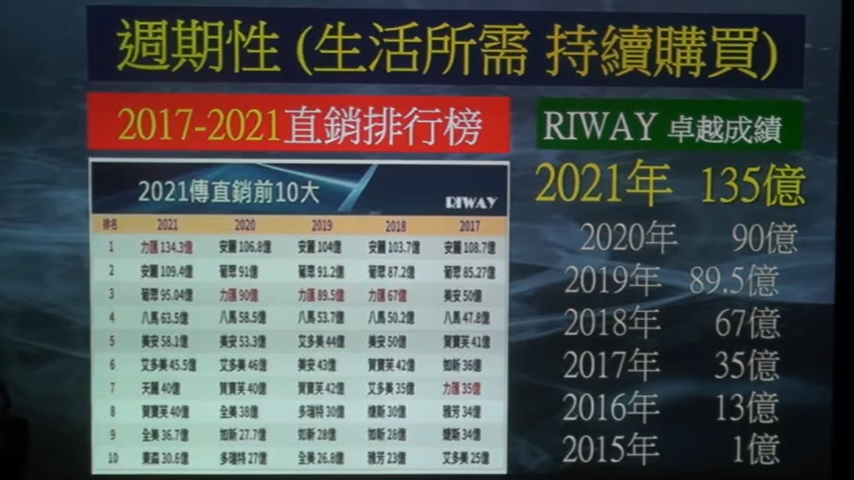 週期性 (生活所需 持續購買)
2017-2021直銷排行榜
2021傳直銷前10大
RIWAY
排名 2021 2020 2019 2018 2017
1 力匯 134.3億 安麗 106.8億 安麗 104億 安麗 103.7億 安麗 108.7億
2 安麗 109.4億 葡眾 91億 葡眾 91.2億 葡眾 87.2億 葡眾 85.27億
3 葡眾 95.04億 力匯 90億 力匯 89.5億 力匯 67億 美安 50億
4 八馬 63.5億 八馬 58.5億 八馬 53.7億 八馬 50.2億 八馬 47.8億
5 美安 58.1億 美安 53.3億 艾多美 44億 美安 50億 賀寶芙 41億
6 艾多美 45.5億 艾多美 46億 美安 43億 賀寶芙 42億 如新 36億
7 天麗 40億 賀寶芙 40億 賀寶芙 42億 艾多美 35億 力匯 35億
8 賀寶芙 40億 全美 38億 多瑞特 30億 婕斯 30億 雅芳 34億
9 全美 36.7億 如新 27.7億 如新 28億 如新 28億 婕斯 34億
10 東森 30.6億 多瑞特 27億 全美 26.8億 雅芳 23億 艾多美 25億
RIWAY 卓越成績
2021年 135億
2020年 90億
2019年 89.5億
2018年 67億
2017年 35億
2016年 13億
2015年 1億